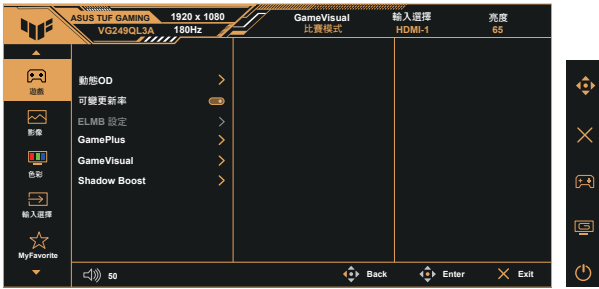 ASUS TUF GAMING 1920 x 1080
VG249QL3A 180Hz
GameVisual
比賽模式
輸入選擇
HDMI-1
亮度
65
遊戲
影像
色彩
輸入選擇
MyFavorite
動態OD
可變更新率
ELMB 設定
GamePlus
GameVisual
Shadow Boost
50
Back
Enter
Exit